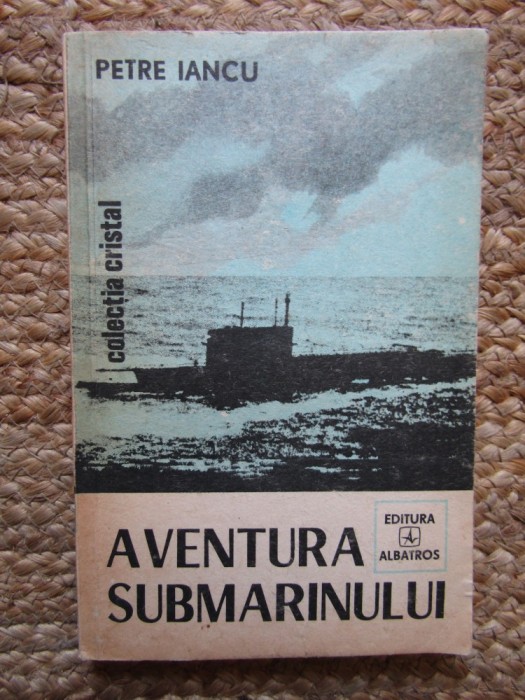 PETRE IANCU
colecția cristal
EDITURA
ALBATROS
AVENTURA
SUBMARINULUI